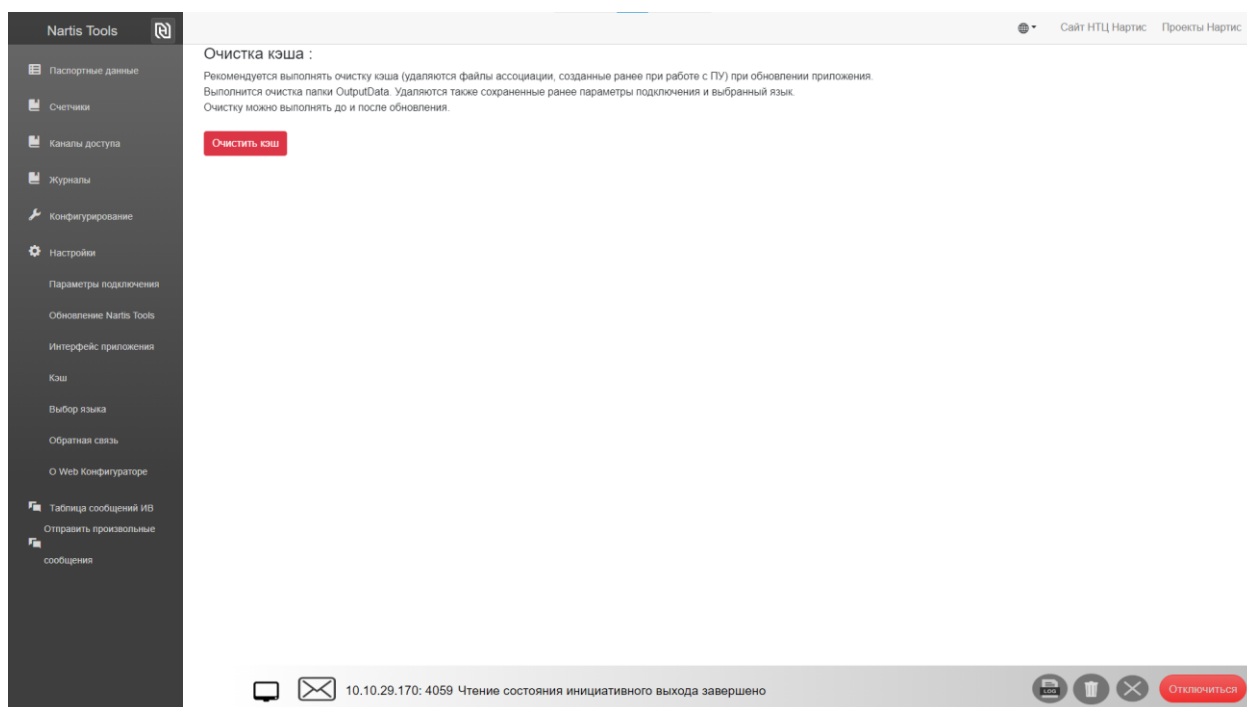 Nartis Tools
Сайт НТЦ Нартис
Проекты Нартис
Паспортные данные
Счетчики
Каналы доступа
Журналы
Конфигурирование
Настройки
Параметры подключения
Обновление Nartis Tools
Интерфейс приложения
Кэш
Выбор языка
Обратная связь
О Web Конфигураторе
Таблица сообщений ИВ
Отправить произвольные
сообщения
Очистка кэша :
Рекомендуется выполнять очистку кэша (удаляются файлы ассоциации, созданные ранее при работе с ПУ) при обновлении приложения.
Выполнится очистка папки OutputData. Удаляются также сохраненные ранее параметры подключения и выбранный язык.
Очистку можно выполнять до и после обновления.
Очистить кэш
10.10.29.170: 4059 Чтение состояния инициативного выхода завершено
LOG
Отключиться